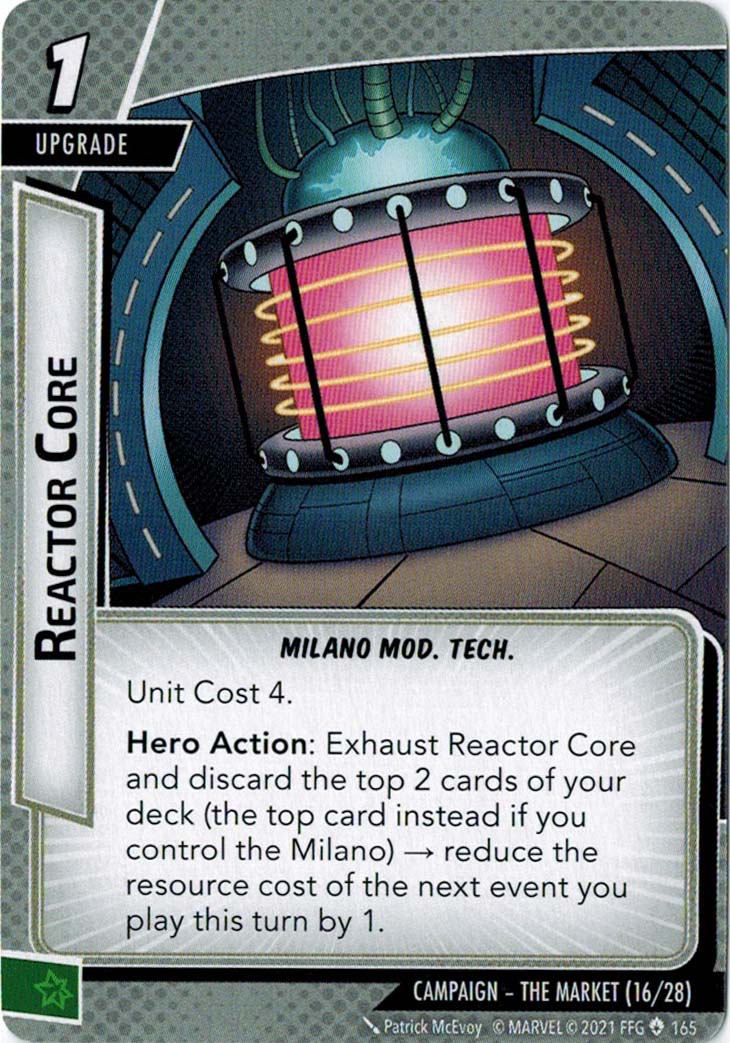 1
UPGRADE
REACTOR CORE
MILANO MOD. TECH.
Unit Cost 4.
Hero Action: Exhaust Reactor Core
and discard the top 2 cards of your
deck (the top card instead if you
control the Milano) → reduce the
resource cost of the next event you
play this turn by 1.
CAMPAIGN – THE MARKET (16/28)
Patrick McEvoy © MARVEL © 2021 FFG 165